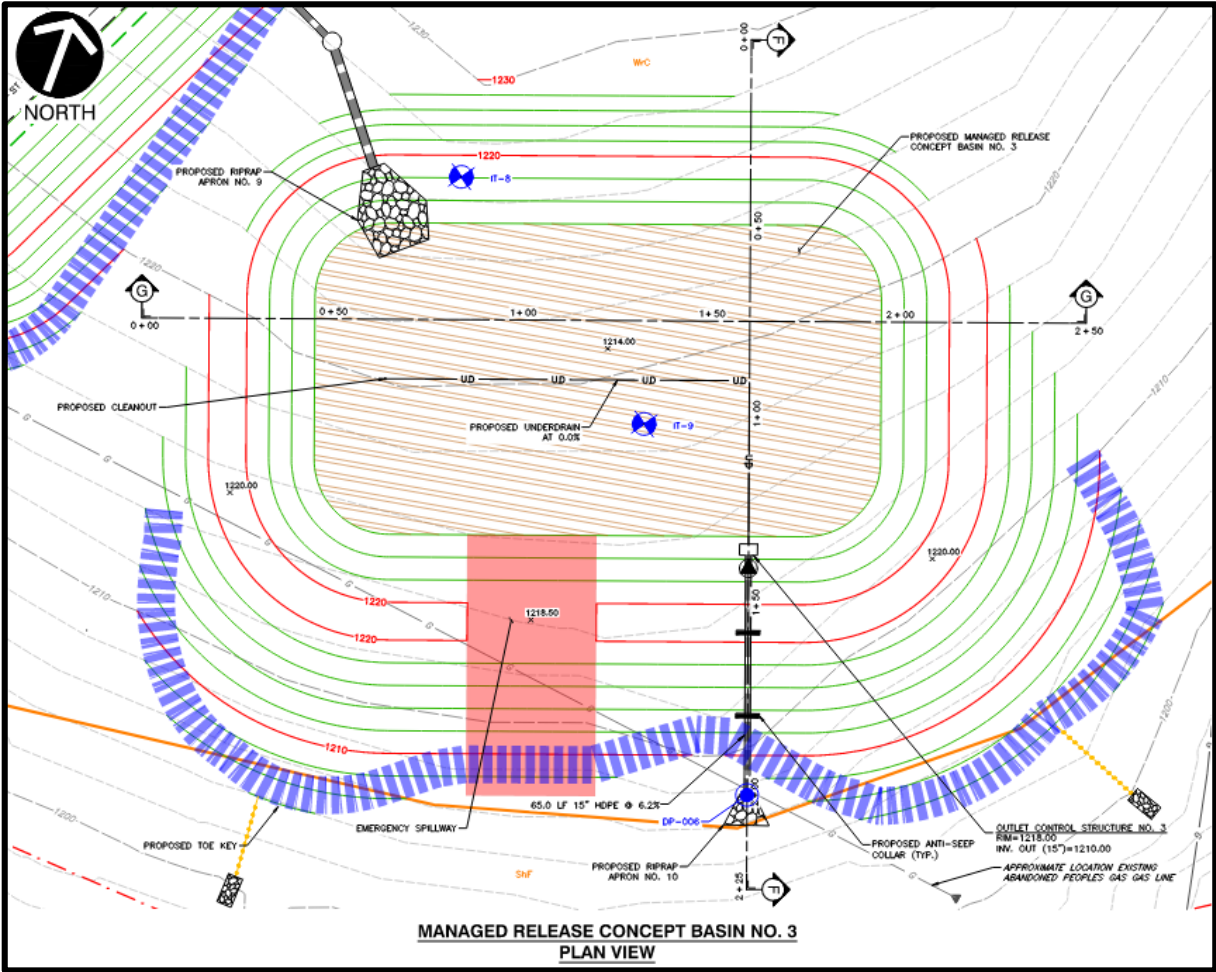 NORTH
ST
1230
WrC
1230
0+00
F
PROPOSED MANAGED RELEASE
CONCEPT BASIN NO. 3
1220
PROPOSED RIPRAP
APRON NO. 9
IT-8
1220
0+50
1220
G
0+00
0+50
1+00
1+50
2+00
G
2+50
1214.00
UD
UD
UD
UD
1210
PROPOSED CLEANOUT
PROPOSED UNDERDRAIN
AT 0.0%
IT-9
1+00
UD
G
G
1220.00
1220.00
G
1210
1220
1218.50
1+50
1220
G
G
1200
1210
65.0 LF 15" HDPE @ 6.2%
DP-006
1200
EMERGENCY SPILLWAY
PROPOSED TOE KEY
OUTLET CONTROL STRUCTURE NO. 3
RIM=1218.00
INV. OUT (15")=1210.00
PROPOSED ANTI-SEEP
COLLAR (TYP.)
PROPOSED RIPRAP
APRON NO. 10
ShF
G
G
APPROXIMATE LOCATION EXISTING
ABANDONED PEOPLES GAS GAS LINE
2+25
F
MANAGED RELEASE CONCEPT BASIN NO. 3
PLAN VIEW